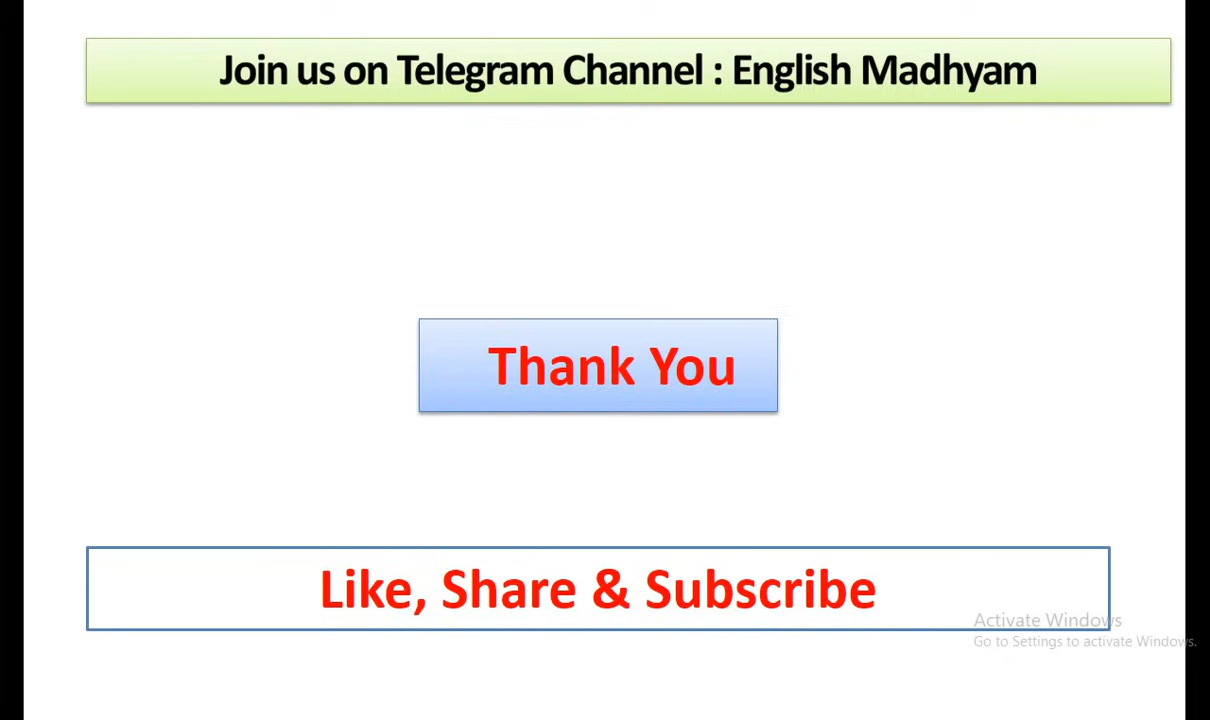 Join us on Telegram Channel : English Madhyam
Thank You
Like, Share & Subscribe
Activate Windows
Go to Settings to activate Windows.